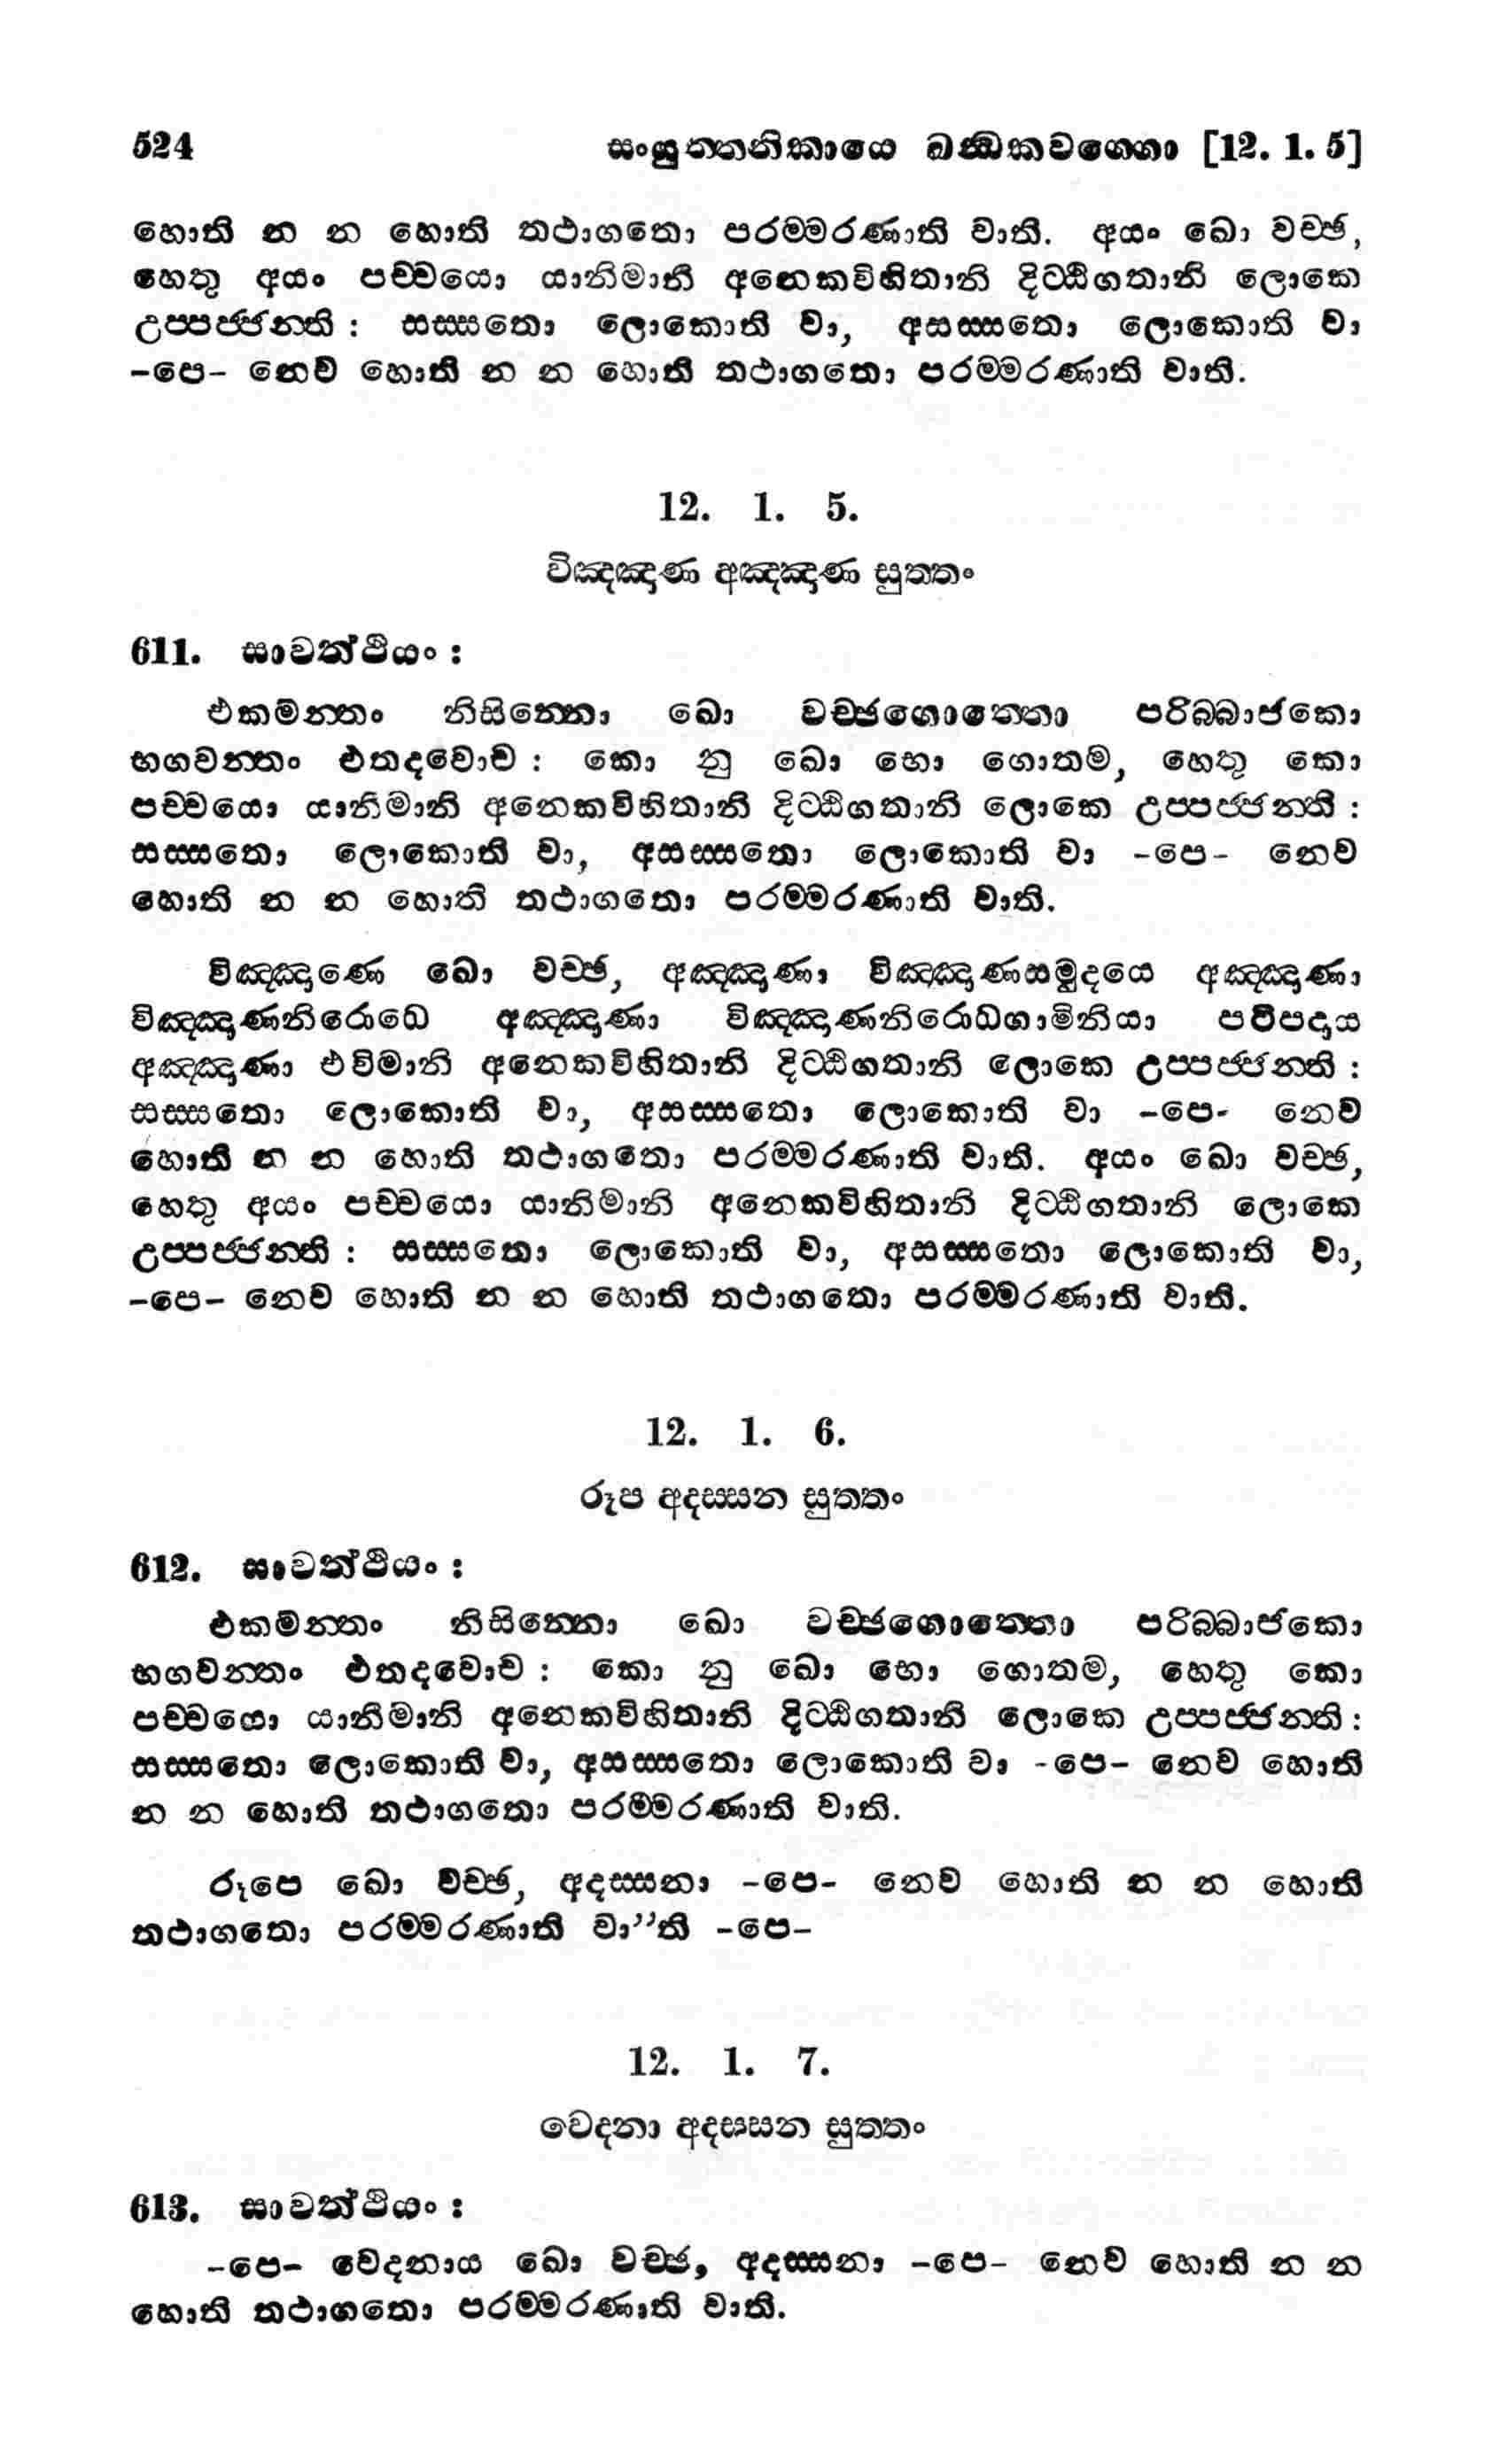 524 සංයුත්තනිකායෙ ඛන්ධකවග්ගො [12. 1. 5]
හොති න න හොති තථාගතො පරම්මරණාති වාති. අයං ඛො වච්ඡ,
හෙතු අයං පච්චයො යානිමානි අනෙකවිහිතානි දිට්ඨිගතානි ලොකෙ
උප්පජ්ජන්ති : සස්සතො ලොකොති වා, අසස්සතො ලොකොති වා
-පෙ- නෙව හොති න න හොති තථාගතො පරම්මරණාති වාති.
12. 1. 5.
විඤ්ඤාණ අඤ්ඤාණ සුත්තං
611. සාවත්ථියං :
එකමන්තං නිසින්නො ඛො වච්ඡගොත්තො පරිබ්බාජකො
භගවන්තං එතදවොච : කො නු ඛො භො ගොතම, හෙතු කො
පච්චයො යානිමානි අනෙකවිහිතානි දිට්ඨිගතානි ලොකෙ උප්පජ්ජන්ති :
සස්සතො ලොකොති වා, අසස්සතො ලොකොති වා -පෙ- නෙව
හොති න න හොති තථාගතො පරම්මරණාති වාති.
විඤ්ඤාණෙ ඛො වච්ඡ, අඤ්ඤාණා විඤ්ඤාණසමුදයෙ අඤ්ඤාණා
විඤ්ඤාණනිරොධෙ අඤ්ඤාණා විඤ්ඤාණනිරොධගාමිනියා පටිපදාය
අඤ්ඤාණා එවිමානි අනෙකවිහිතානි දිට්ඨිගතානි ලොකෙ උප්පජ්ජන්ති :
සස්සතො ලොකොති වා, අසස්සතො ලොකොති වා -පෙ- නෙව
හොති න න හොති තථාගතො පරම්මරණාති වාති. අයං ඛො වච්ඡ,
හෙතු අයං පච්චයො යානිමානි අනෙකවිහිතානි දිට්ඨිගතානි ලොකෙ
උප්පජ්ජන්ති : සස්සතො ලොකොති වා, අසස්සතො ලොකොති වා,
-පෙ- නෙව හොති න න හොති තථාගතො පරම්මරණාති වාති.
12. 1. 6.
රූප අදස්සන සුත්තං
612. සාවත්ථියං :
එකමන්තං නිසින්නො ඛො වච්ඡගොත්තො පරිබ්බාජකො
භගවන්තං එතදවොච : කො නු ඛො භො ගොතම, හෙතු කො
පච්චයො යානිමානි අනෙකවිහිතානි දිට්ඨිගතානි ලොකෙ උප්පජ්ජන්ති :
සස්සතො ලොකොති වා, අසස්සතො ලොකොති වා -පෙ- නෙව හොති
න න හොති තථාගතො පරම්මරණාති වාති.
රූපෙ ඛො වච්ඡ, අදස්සනා -පෙ- නෙව හොති න න හොති
තථාගතො පරම්මරණාති වා”ති -පෙ-
12. 1. 7.
වෙදනා අදස්සන සුත්තං
613. සාවත්ථියං :
-පෙ- වෙදනාය ඛො වච්ඡ, අදස්සනා -පෙ- නෙව හොති න න
හොති තථාගතො පරම්මරණාති වාති.